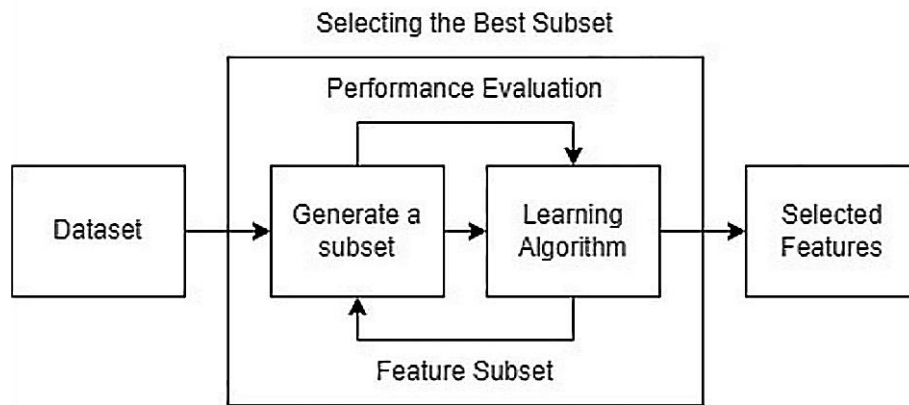 Selecting the Best Subset
Performance Evaluation
Dataset
Generate a
subset
Learning
Algorithm
Selected
Features
Feature Subset